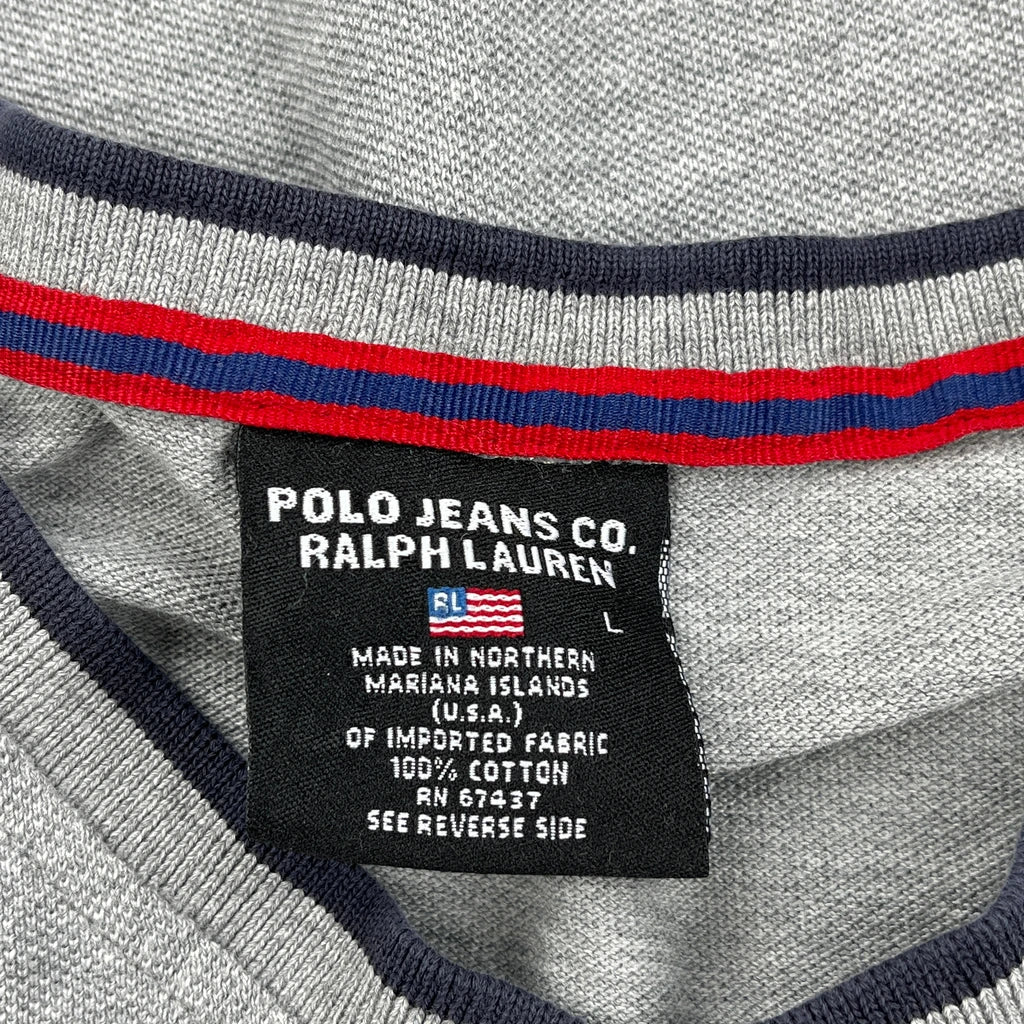 POLO JEANS CO.
RALPH LAUREN
RL
L
MADE IN NORTHERN
MARIANA ISLANDS
(U.S.A.)
OF IMPORTED FABRIC
100% COTTON
RN 67437
SEE REVERSE SIDE